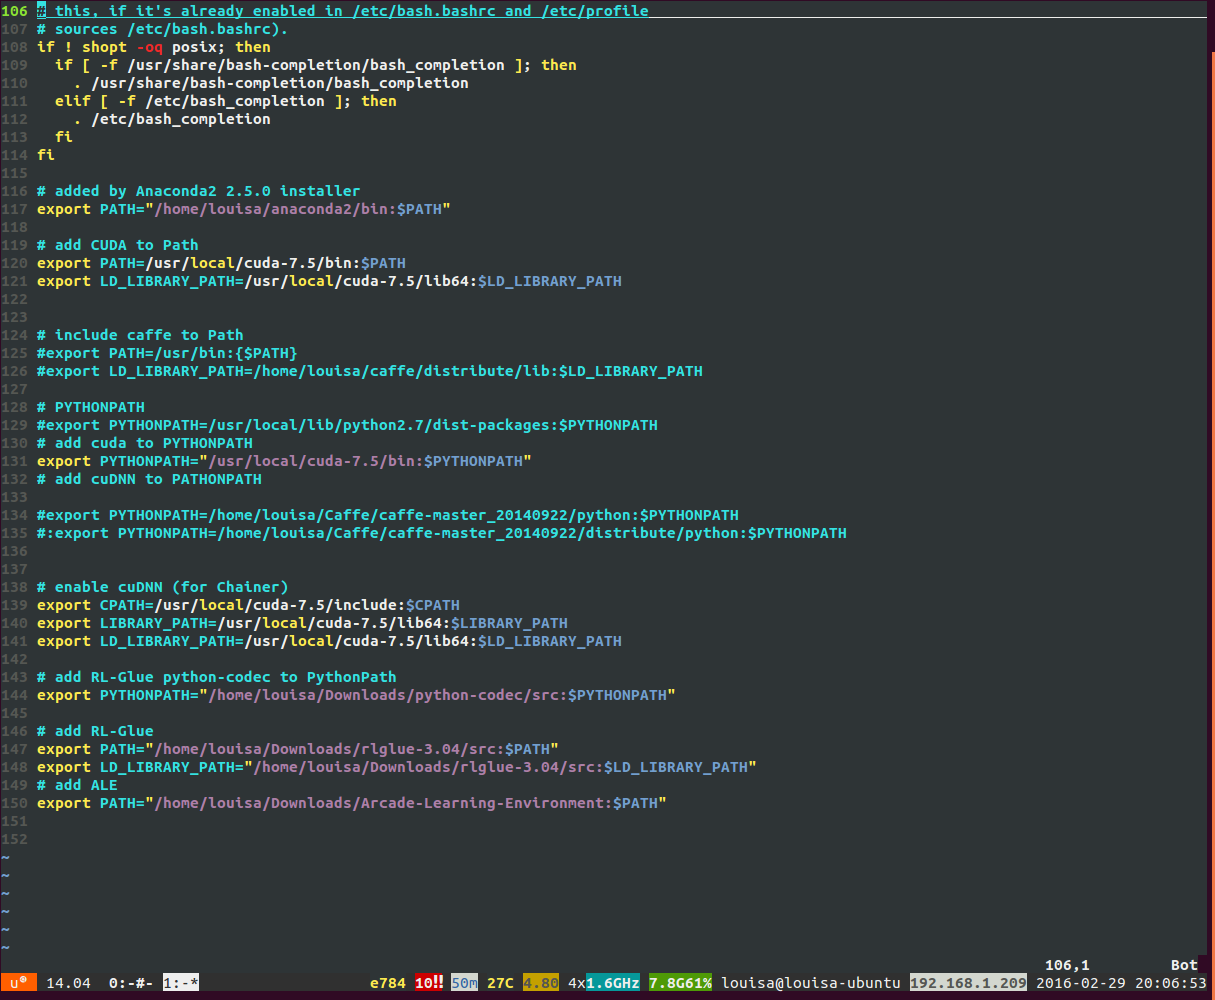 106 # this, if it's already enabled in /etc/bash.bashrc and /etc/profile
107 # sources /etc/bash.bashrc).
108 if ! shopt -oq posix; then
109   if [ -f /usr/share/bash-completion/bash_completion ]; then
110     . /usr/share/bash-completion/bash_completion
111   elif [ -f /etc/bash_completion ]; then
112     . /etc/bash_completion
113   fi
114 fi
115
116 # added by Anaconda2 2.5.0 installer
117 export PATH="/home/louisa/anaconda2/bin:$PATH"
118
119 # add CUDA to Path
120 export PATH=/usr/local/cuda-7.5/bin:$PATH
121 export LD_LIBRARY_PATH=/usr/local/cuda-7.5/lib64:$LD_LIBRARY_PATH
122
123
124 # include caffe to Path
125 #export PATH=/usr/bin:{$PATH}
126 #export LD_LIBRARY_PATH=/home/louisa/caffe/distribute/lib:$LD_LIBRARY_PATH
127
128 # PYTHONPATH
129 #export PYTHONPATH=/usr/local/lib/python2.7/dist-packages:$PYTHONPATH
130 # add cuda to PYTHONPATH
131 export PYTHONPATH="/usr/local/cuda-7.5/bin:$PYTHONPATH"
132 # add cuDNN to PATHONPATH
133
134 #export PYTHONPATH=/home/louisa/Caffe/caffe-master_20140922/python:$PYTHONPATH
135 #:export PYTHONPATH=/home/louisa/Caffe/caffe-master_20140922/distribute/python:$PYTHONPATH
136
137
138 # enable cuDNN (for Chainer)
139 export CPATH=/usr/local/cuda-7.5/include:$CPATH
140 export LIBRARY_PATH=/usr/local/cuda-7.5/lib64:$LIBRARY_PATH
141 export LD_LIBRARY_PATH=/usr/local/cuda-7.5/lib64:$LD_LIBRARY_PATH
142
143 # add RL-Glue python-codec to PythonPath
144 export PYTHONPATH="/home/louisa/Downloads/python-codec/src:$PYTHONPATH"
145
146 # add RL-Glue
147 export PATH="/home/louisa/Downloads/rlglue-3.04/src:$PATH"
148 export LD_LIBRARY_PATH="/home/louisa/Downloads/rlglue-3.04/src:$LD_LIBRARY_PATH"
149 # add ALE
150 export PATH="/home/louisa/Downloads/Arcade-Learning-Environment:$PATH"
151
152
~
~
~
~
~
~
106,1 Bot
u 14.04 0:-#- 1:-* e784 10!! 50m 27C 4.80 4x1.6GHz 7.8G61% louisa@louisa-ubuntu 192.168.1.209 2016-02-29 20:06:53